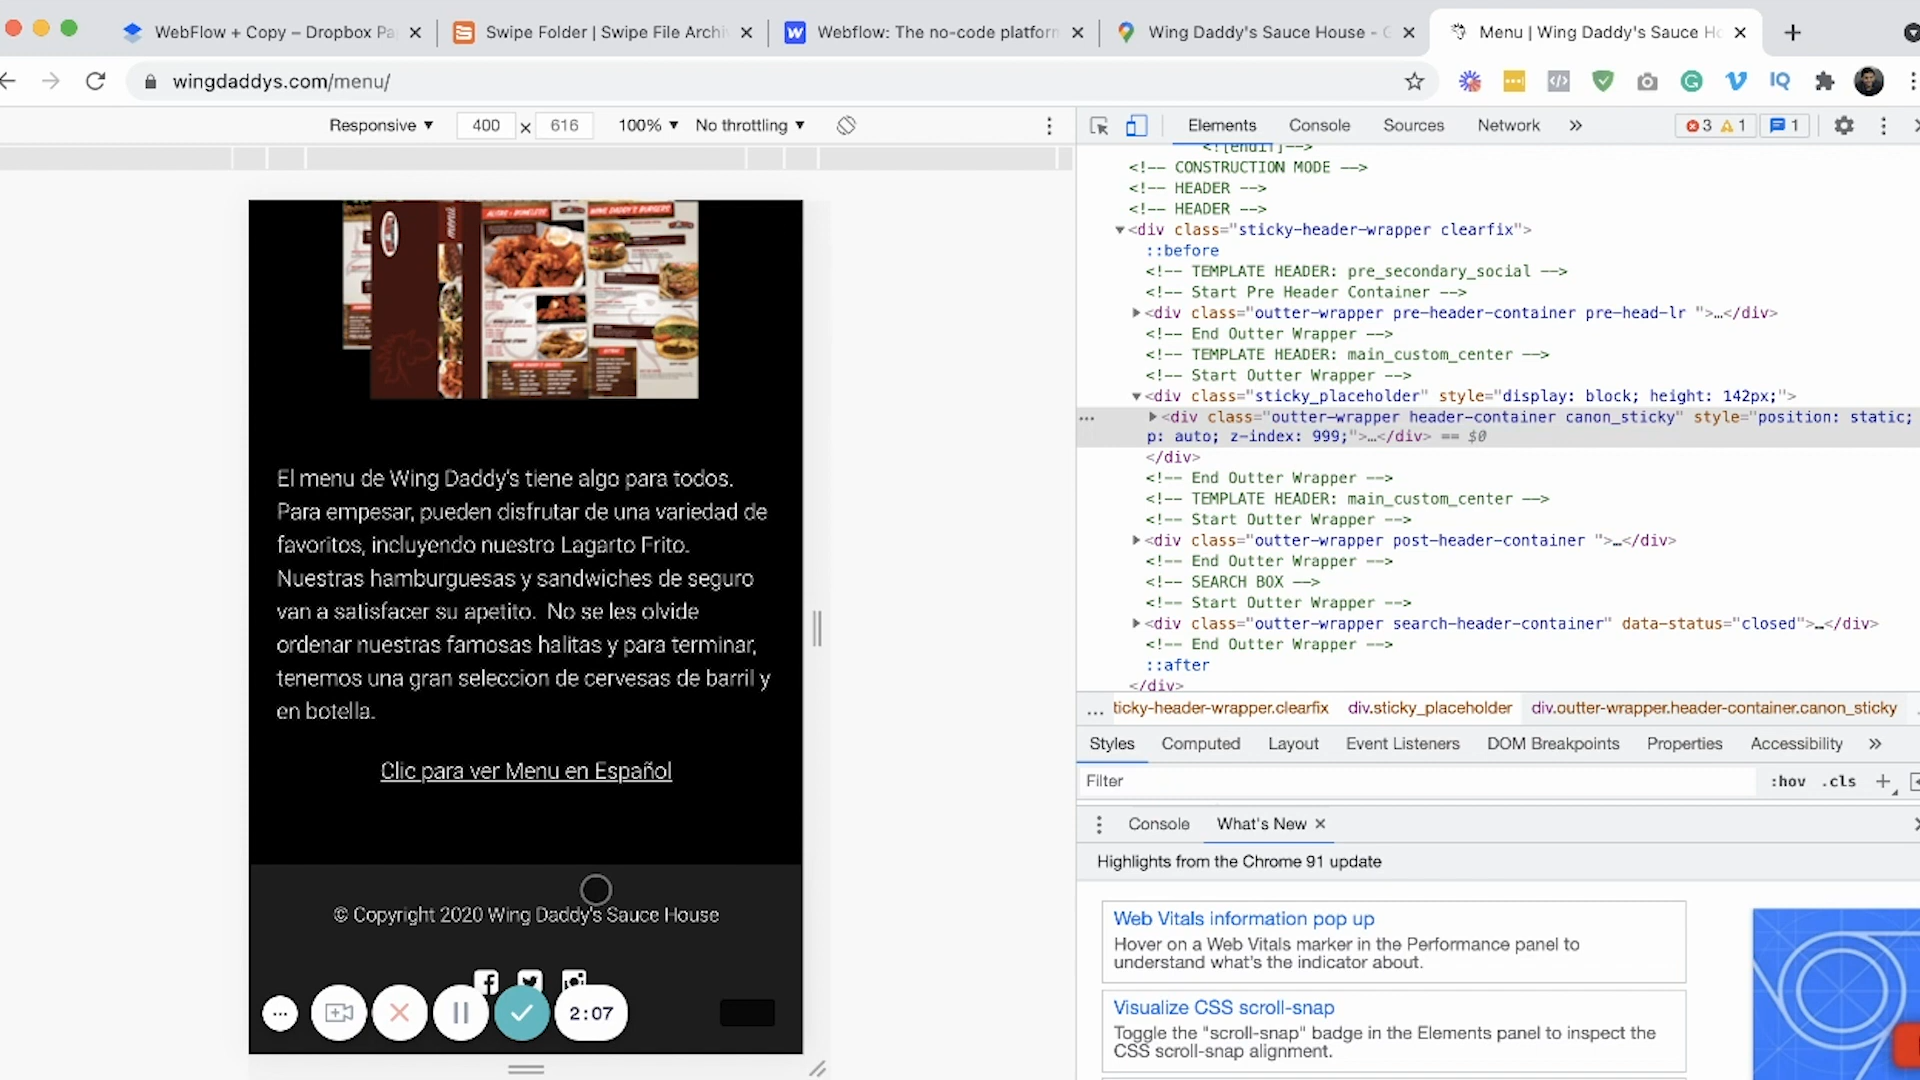 WebFlow + Copy – Dropbox Pa
Swipe Folder | Swipe File Archi
Webflow: The no-code platform
Wing Daddy's Sauce House - G
Menu | Wing Daddy's Sauce Ho
wingdaddys.com/menu/
Responsive
400
x
616
100%
No throttling
Elements
Console
Sources
Network
3
1
1
<![endif]-->
<!-- CONSTRUCTION MODE -->
<!-- HEADER -->
<!-- HEADER -->
<div class="sticky-header-wrapper clearfix">
::before
<!-- TEMPLATE HEADER: pre_secondary_social -->
<!-- Start Pre Header Container -->
<div class="outter-wrapper pre-header-container pre-head-lr ">…</div>
<!-- End Outter Wrapper -->
<!-- TEMPLATE HEADER: main_custom_center -->
<!-- Start Outter Wrapper -->
<div class="sticky_placeholder" style="display: block; height: 142px;">
<div class="outter-wrapper header-container canon_sticky" style="position: static;
p: auto; z-index: 999;">…</div> == $0
</div>
<!-- End Outter Wrapper -->
<!-- TEMPLATE HEADER: main_custom_center -->
<!-- Start Outter Wrapper -->
<div class="outter-wrapper post-header-container ">…</div>
<!-- End Outter Wrapper -->
<!-- SEARCH BOX -->
<!-- Start Outter Wrapper -->
<div class="outter-wrapper search-header-container" data-status="closed">…</div>
<!-- End Outter Wrapper -->
::after
</div>
... ticky-header-wrapper.clearfix div.sticky_placeholder div.outter-wrapper.header-container.canon_sticky
Styles
Computed
Layout
Event Listeners
DOM Breakpoints
Properties
Accessibility
Filter
:hov
.cls
Console
What's New
Highlights from the Chrome 91 update
Web Vitals information pop up
Hover on a Web Vitals marker in the Performance panel to
understand what's the indicator about.
Visualize CSS scroll-snap
Toggle the "scroll-snap" badge in the Elements panel to inspect the
CSS scroll-snap alignment.
menu
ALITAS & BONELESS
WING DADDY'S BURGERS
El menu de Wing Daddy's tiene algo para todos.
Para empesar, pueden disfrutar de una variedad de
favoritos, incluyendo nuestro Lagarto Frito.
Nuestras hamburguesas y sandwiches de seguro
van a satisfacer su apetito. No se les olvide
ordenar nuestras famosas halitas y para terminar,
tenemos una gran seleccion de cervesas de barril y
en botella.
Clic para ver Menu en Español
© Copyright 2020 Wing Daddy's Sauce House
2:07